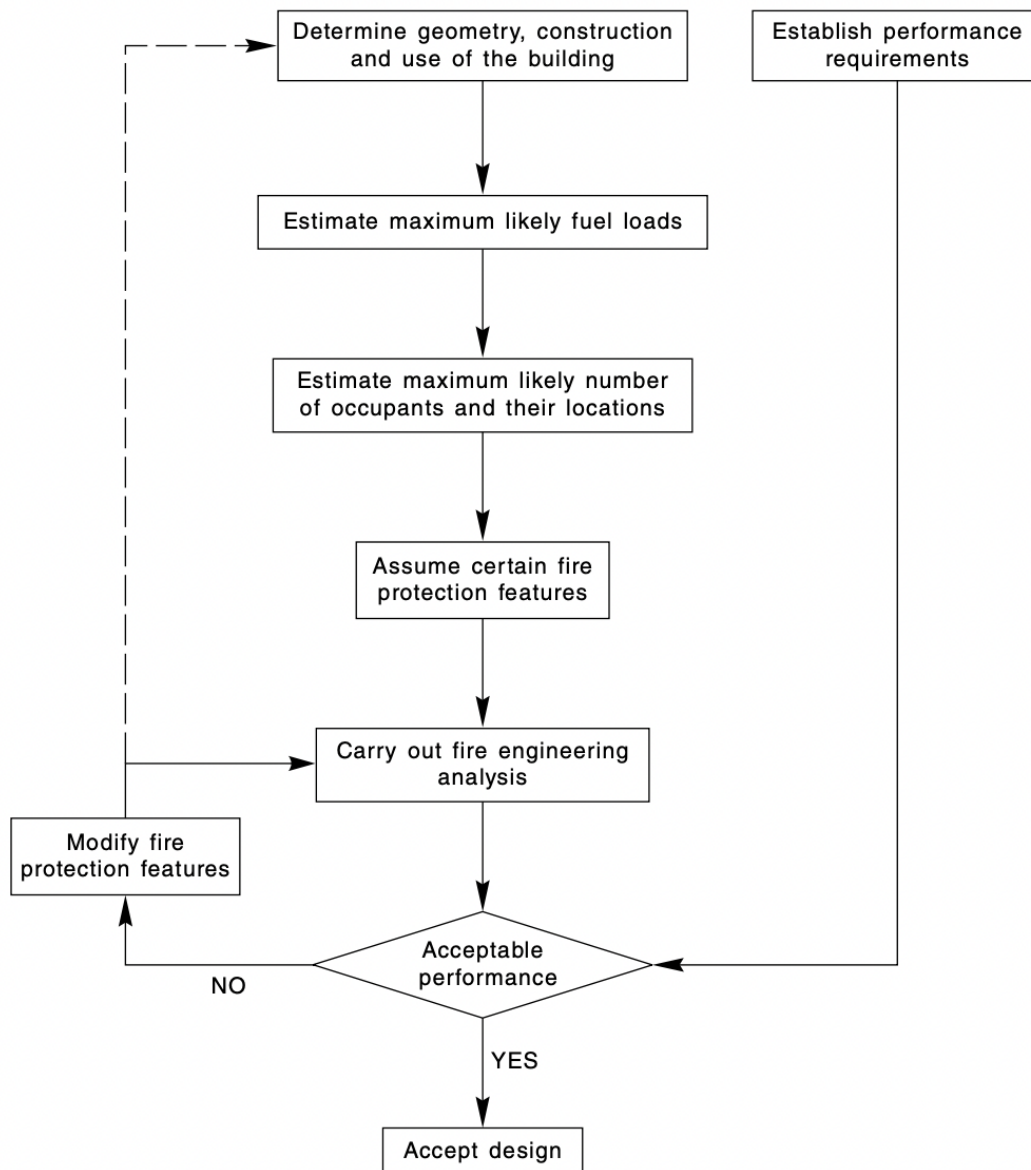 Determine geometry, construction
and use of the building
Establish performance
requirements
Estimate maximum likely fuel loads
Estimate maximum likely number
of occupants and their locations
Assume certain fire
protection features
Carry out fire engineering
analysis
Modify fire
protection features
Acceptable
performance
NO
YES
Accept design